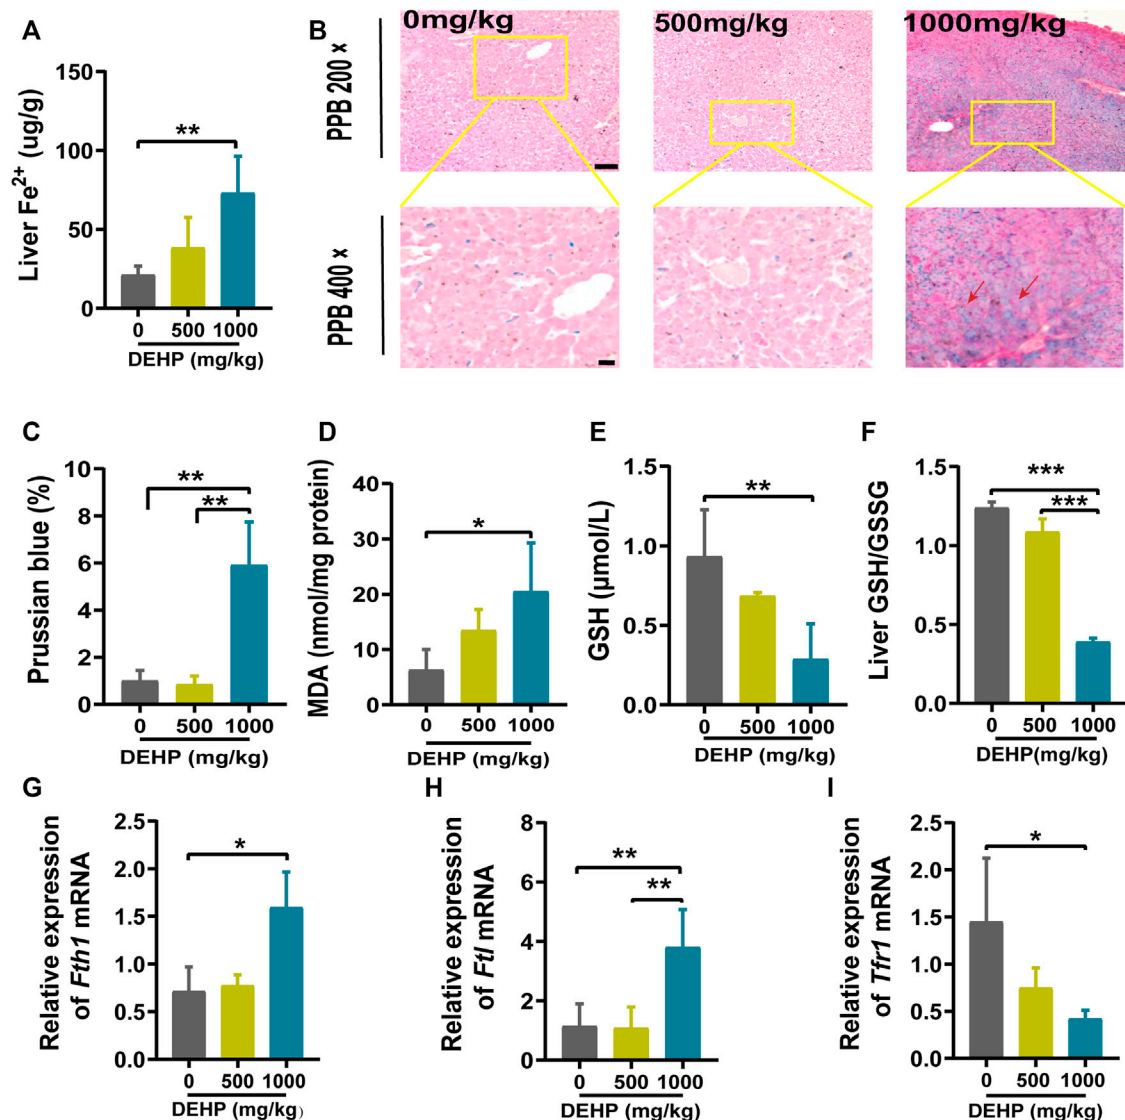 A
Liver Fe2+ (ug/g)
150
100
50
0
**
0 500 1000
DEHP (mg/kg)
B
PPB 200 ×
PPB 400 ×
0mg/kg
500mg/kg
1000mg/kg
C
Prussian blue (%)
10
8
6
4
2
0
**
**
0 500 1000
DEHP (mg/kg)
D
MDA (nmol/mg protein)
40
30
20
10
0
*
0 500 1000
DEHP (mg/kg)
E
GSH (μmol/L)
1.5
1.0
0.5
0.0
**
0 500 1000
DEHP (mg/kg)
F
Liver GSH/GSSG
1.5
1.0
0.5
0.0
***
***
0 500 1000
DEHP(mg/kg)
G
Relative expression
of Fth1 mRNA
2.5
2.0
1.5
1.0
0.5
0.0
*
0 500 1000
DEHP (mg/kg)
H
Relative expression
of Ftl mRNA
8
6
4
2
0
**
**
0 500 1000
DEHP (mg/kg)
I
Relative expression
of Tfr1 mRNA
2.5
2.0
1.5
1.0
0.5
0.0
*
0 500 1000
DEHP (mg/kg)